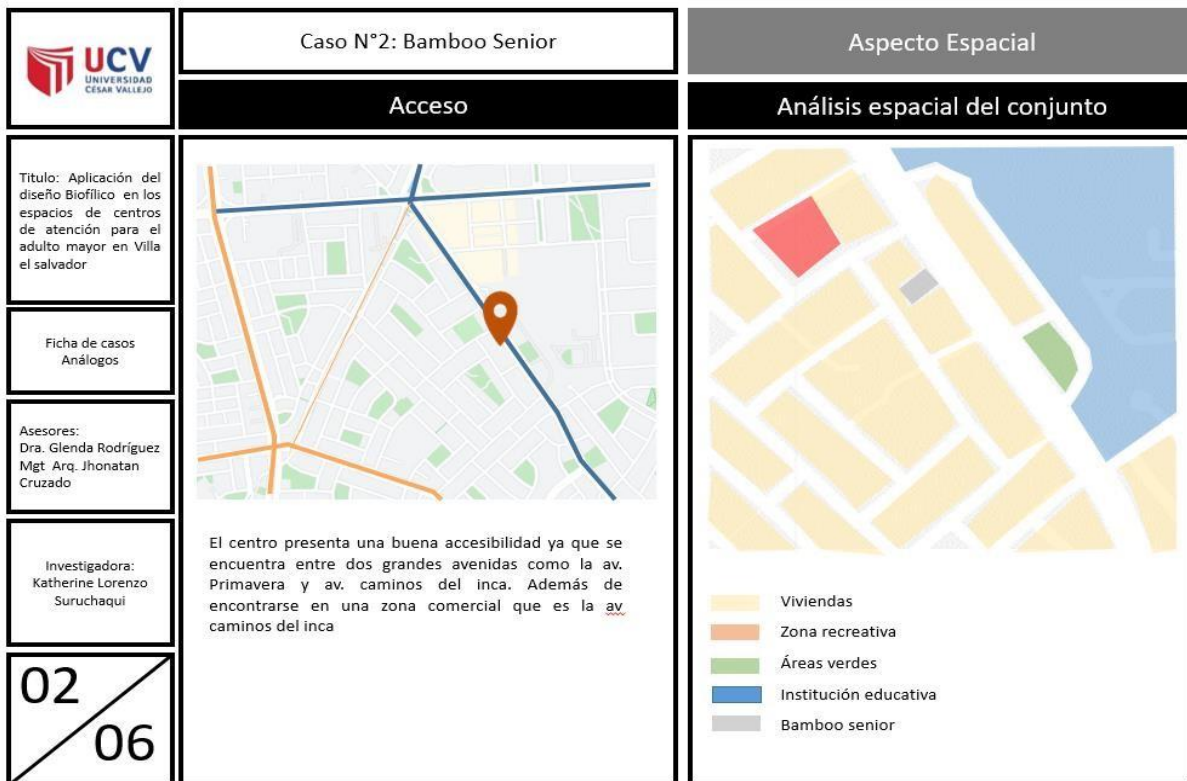 UCV
UNIVERSIDAD
CÉSAR VALLEJO
Caso N°2: Bamboo Senior
Aspecto Espacial
Acceso
Análisis espacial del conjunto
Titulo: Aplicación del
diseño Biofílico en los
espacios de centros
de atención para el
adulto mayor en Villa
el salvador
Ficha de casos
Análogos
Asesores:
Dra. Glenda Rodríguez
Mgt Arq. Jhonatan
Cruzado
Investigadora:
Katherine Lorenzo
Suruchaqui
02
06
El centro presenta una buena accesibilidad ya que se
encuentra entre dos grandes avenidas como la av.
Primavera y av. caminos del inca. Además de
encontrarse en una zona comercial que es la av
caminos del inca
Viviendas
Zona recreativa
Áreas verdes
Institución educativa
Bamboo senior